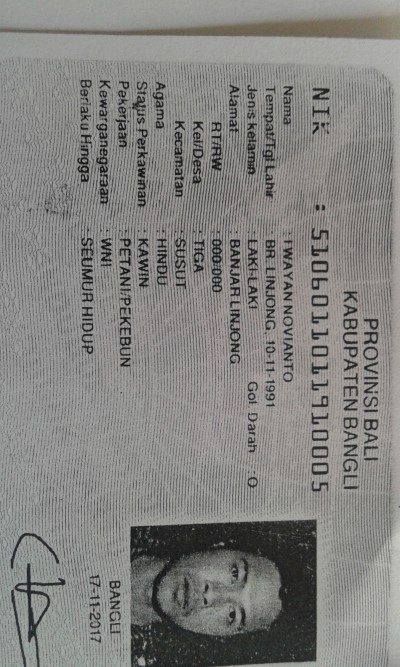 PROVINSI BALI
KABUPATEN BANGLI
NIK : 5106011011910005
Nama : I WAYAN NOVIANTO
Tempat/Tgl Lahir : BR. LINJONG, 10-11-1991
Jenis kelamin : LAKI-LAKI Gol. Darah : O
Alamat : BANJAR LINJONG
RT/RW : 000/000
Kel/Desa : TIGA
Kecamatan : SUSUT
Agama : HINDU
Status Perkawinan : KAWIN
Pekerjaan : PETANI/PEKEBUN
Kewarganegaraan : WNI
Berlaku Hingga : SEUMUR HIDUP
BANGLI
17-11-2017